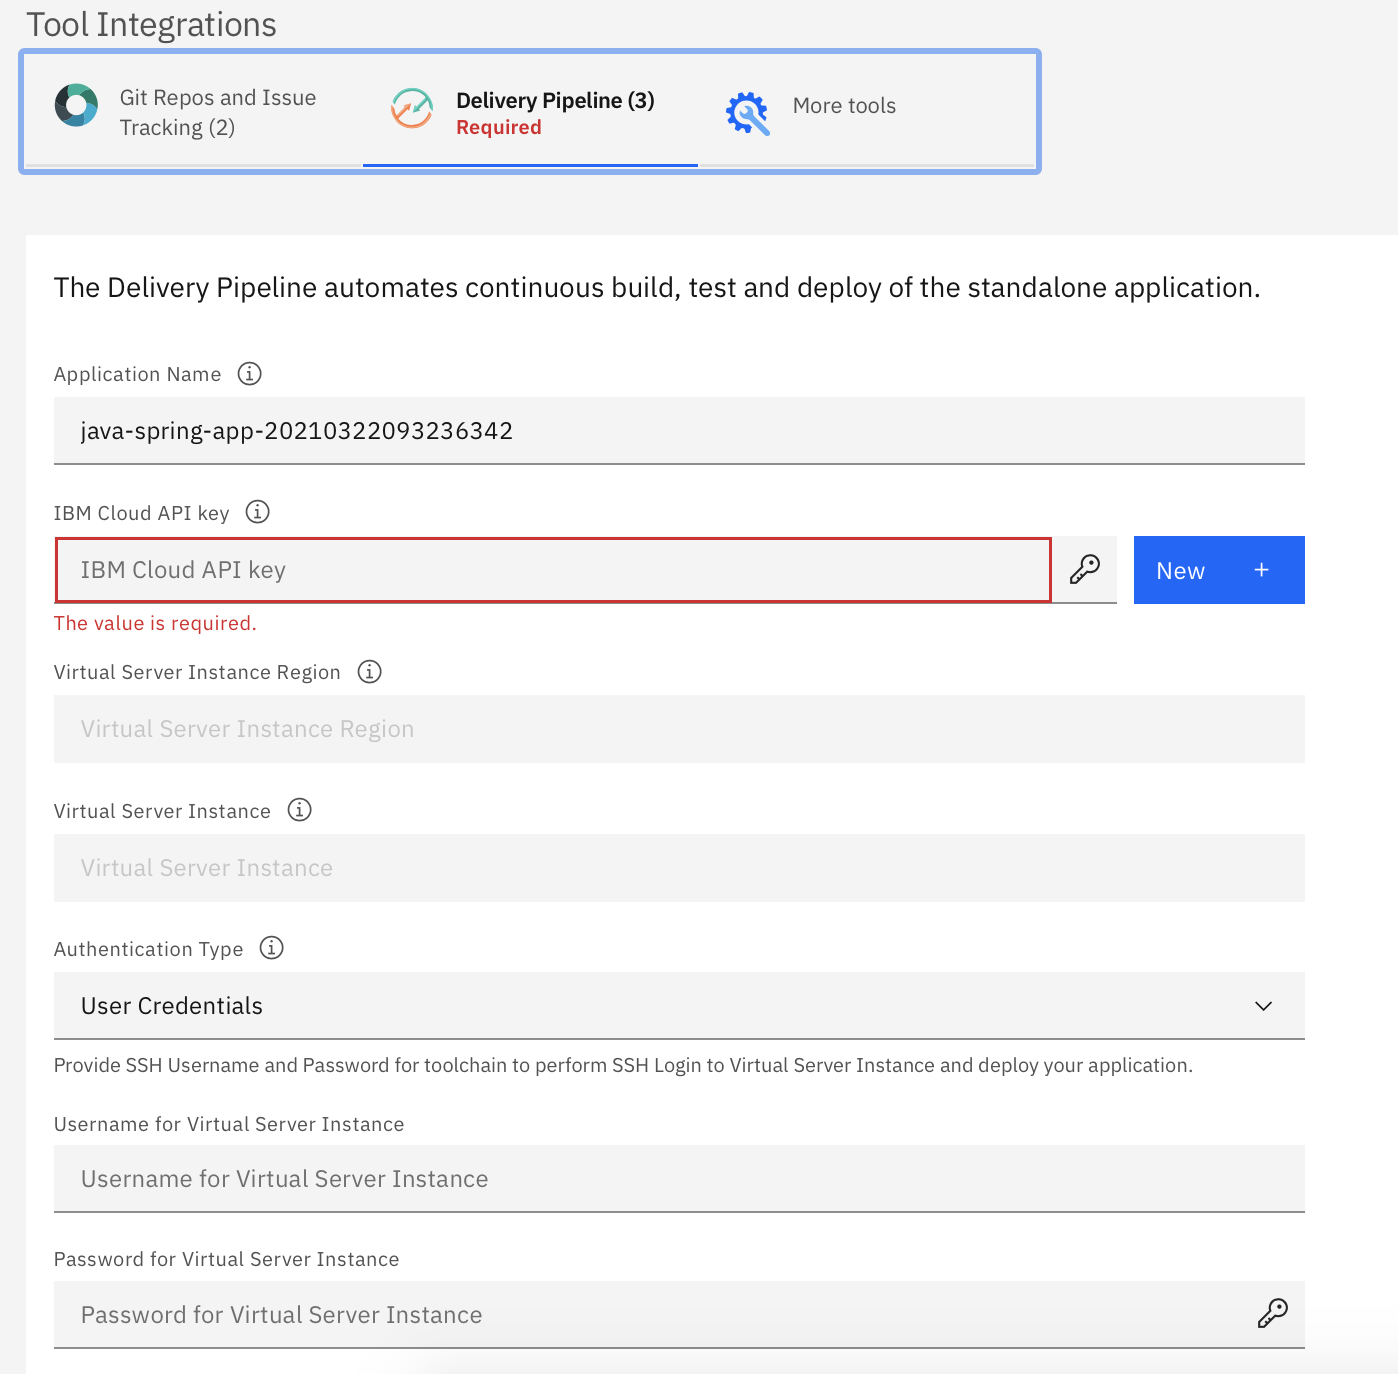 Tool Integrations
Git Repos and Issue
Tracking (2)
Delivery Pipeline (3)
Required
More tools
The Delivery Pipeline automates continuous build, test and deploy of the standalone application.
Application Name
java-spring-app-20210322093236342
IBM Cloud API key
IBM Cloud API key
New +
The value is required.
Virtual Server Instance Region
Virtual Server Instance Region
Virtual Server Instance
Virtual Server Instance
Authentication Type
User Credentials
Provide SSH Username and Password for toolchain to perform SSH Login to Virtual Server Instance and deploy your application.
Username for Virtual Server Instance
Username for Virtual Server Instance
Password for Virtual Server Instance
Password for Virtual Server Instance